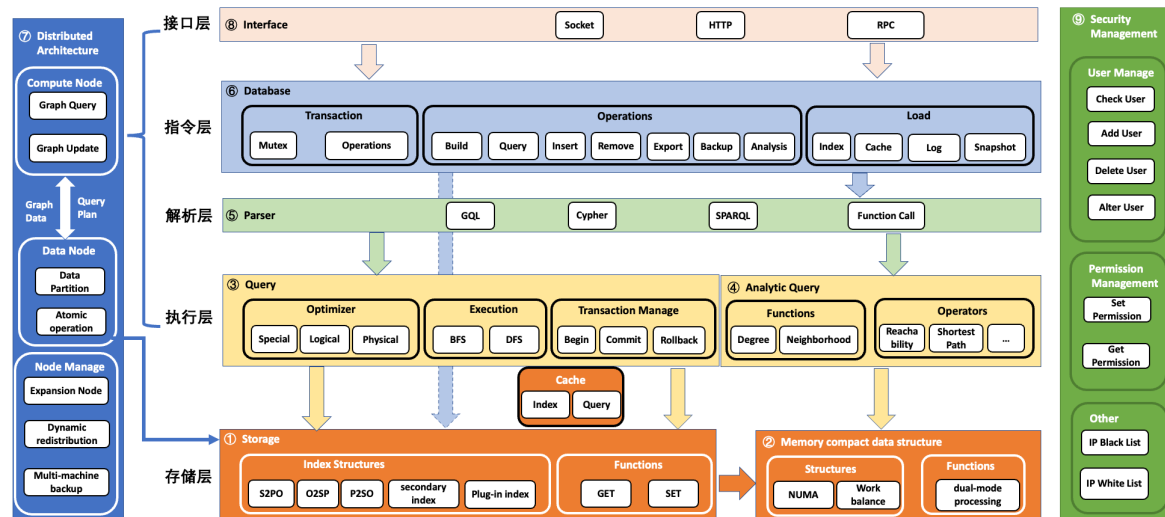 ⑦ Distributed
Architecture
Compute Node
Graph Query
Graph Update
Graph
Data
Query
Plan
Data Node
Data
Partition
Atomic
operation
Node Manage
Expansion Node
Dynamic
redistribution
Multi-machine
backup
接口层
⑧ Interface
Socket
HTTP
RPC
指令层
⑥ Database
Transaction
Mutex
Operations
Operations
Build
Query
Insert
Remove
Export
Backup
Analysis
Load
Index
Cache
Log
Snapshot
解析层
⑤ Parser
GQL
Cypher
SPARQL
Function Call
执行层
③ Query
Optimizer
Special
Logical
Physical
Execution
BFS
DFS
Transaction Manage
Begin
Commit
Rollback
④ Analytic Query
Functions
Degree
Neighborhood
Operators
Reacha
bility
Shortest
Path
...
Cache
Index
Query
存储层
① Storage
Index Structures
S2PO
O2SP
P2SO
secondary
index
Plug-in index
Functions
GET
SET
② Memory compact data structure
Structures
NUMA
Work
balance
Functions
dual-mode
processing
⑨ Security
Management
User Manage
Check User
Add User
Delete User
Alter User
Permission
Management
Set
Permission
Get
Permission
Other
IP Black List
IP White List